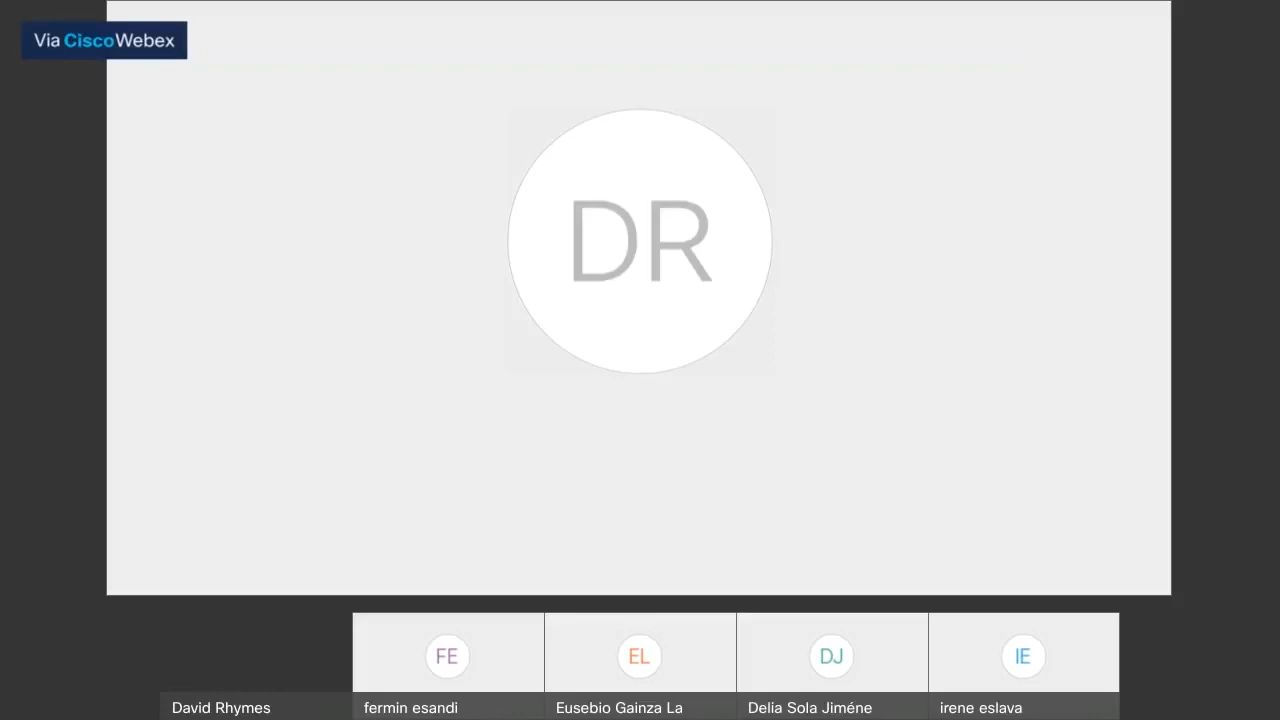 Via CiscoWebex
DR
FE
EL
DJ
IE
David Rhymes
fermin esandi
Eusebio Gainza La
Delia Sola Jiméne
irene eslava